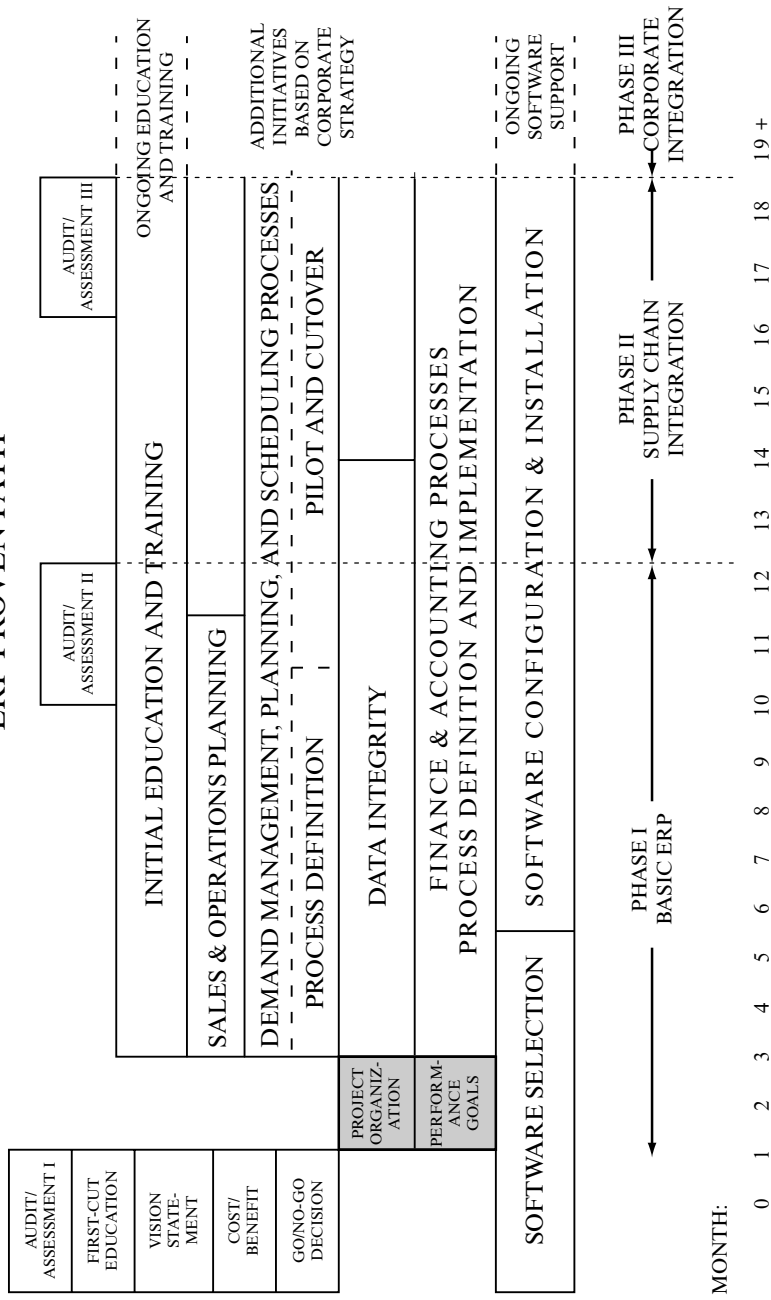 ERP PROVEN PATH
AUDIT/
ASSESSMENT I
FIRST-CUT
EDUCATION
VISION
STATE-
MENT
COST/
BENEFIT
GO/NO-GO
DECISION
AUDIT/
ASSESSMENT II
AUDIT/
ASSESSMENT III
INITIAL EDUCATION AND TRAINING
ONGOING EDUCATION
AND TRAINING
SALES & OPERATIONS PLANNING
DEMAND MANAGEMENT, PLANNING, AND SCHEDULING PROCESSES
PROCESS DEFINITION
PILOT AND CUTOVER
ADDITIONAL
INITIATIVES
BASED ON
CORPORATE
STRATEGY
PROJECT
ORGANIZ-
ATION
DATA INTEGRITY
PERFORM-
ANCE
GOALS
FINANCE & ACCOUNTING PROCESSES
PROCESS DEFINITION AND IMPLEMENTATION
SOFTWARE SELECTION
SOFTWARE CONFIGURATION & INSTALLATION
ONGOING
SOFTWARE
SUPPORT
PHASE I
BASIC ERP
PHASE II
SUPPLY CHAIN
INTEGRATION
PHASE III
CORPORATE
INTEGRATION
MONTH:
0 1 2 3 4 5 6 7 8 9 10 11 12 13 14 15 16 17 18 19 +